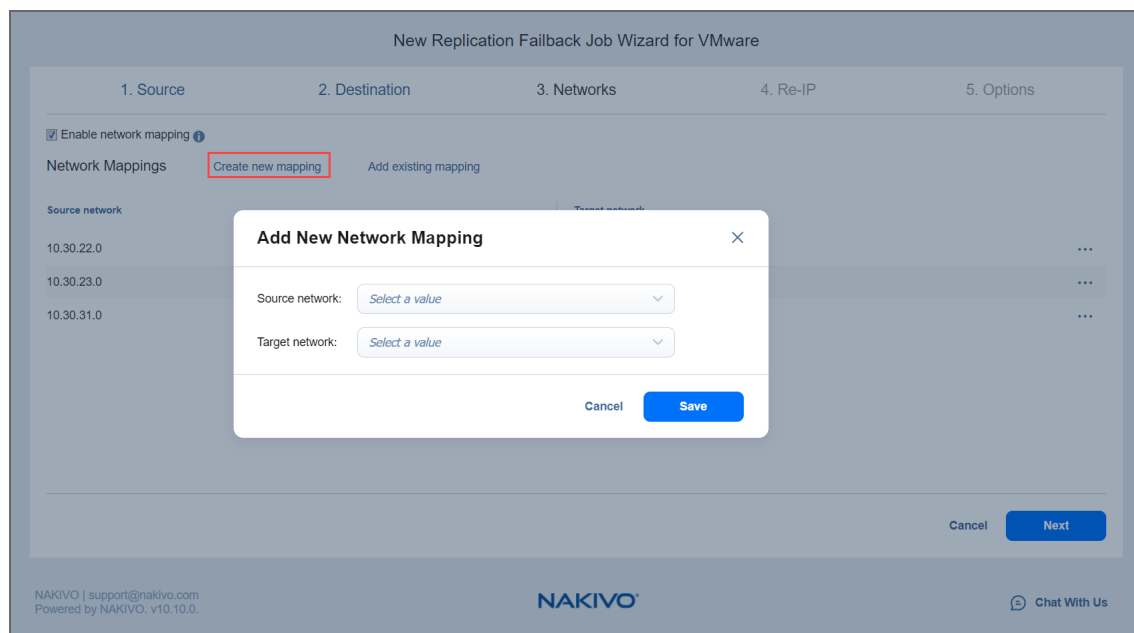 New Replication Failback Job Wizard for VMware
1. Source 2. Destination 3. Networks 4. Re-IP 5. Options
Enable network mapping
Network Mappings Create new mapping Add existing mapping
Source network Target network
10.30.22.0
10.30.23.0
10.30.31.0
Add New Network Mapping
Source network: Select a value
Target network: Select a value
Cancel Save
Cancel Next
NAKIVO | support@nakivo.com
Powered by NAKIVO. v10.10.0.
NAKIVO®
Chat With Us